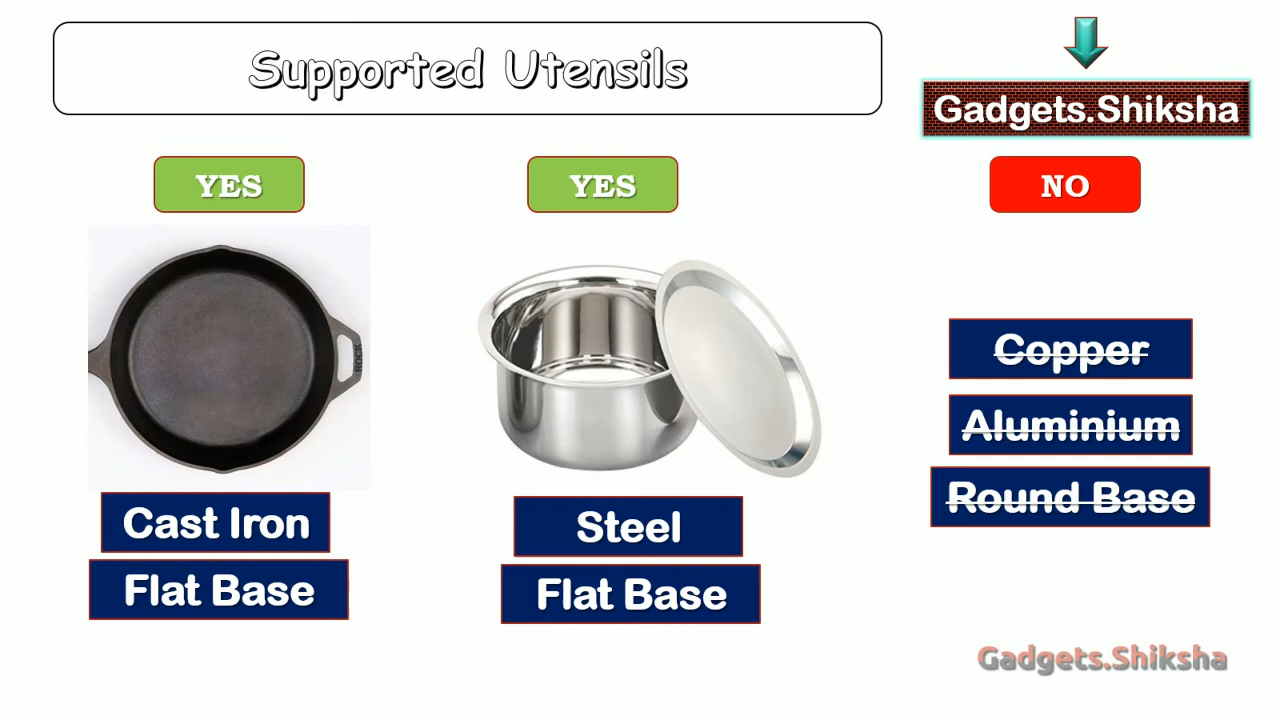 Supported Utensils
Gadgets.Shiksha
YES
YES
NO
ROCK
Copper
Aluminium
Round Base
Cast Iron
Flat Base
Steel
Flat Base
Gadgets.Shiksha